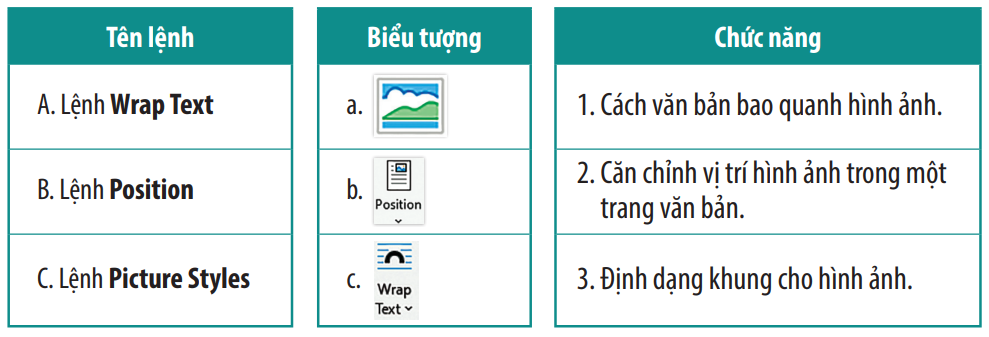 Tên lệnh
Biểu tượng
Chức năng
A. Lệnh Wrap Text
a.
1. Cách văn bản bao quanh hình ảnh.
B. Lệnh Position
b.
Position
2. Căn chỉnh vị trí hình ảnh trong một
trang văn bản.
C. Lệnh Picture Styles
c.
Wrap
Text
3. Định dạng khung cho hình ảnh.